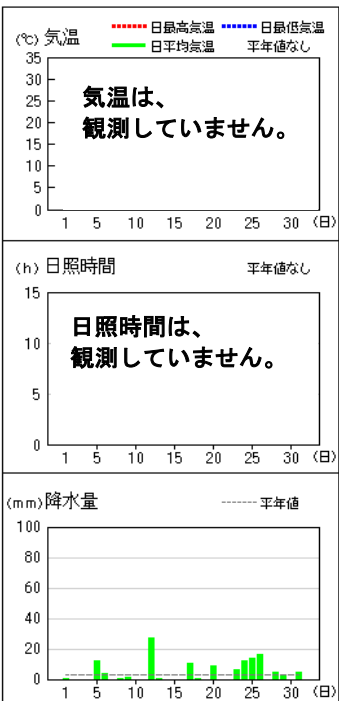 (℃) 気温
日最高気温 日最低気温
日平均気温 平年値なし
35
30
25
20
15
10
5
0
気温は、
観測していません。
1 5 10 15 20 25 30 (日)
(h) 日照時間 平年値なし
15
10
5
0
日照時間は、
観測していません。
1 5 10 15 20 25 30 (日)
(mm) 降水量 平年値
100
80
60
40
20
0
1 5 10 15 20 25 30 (日)